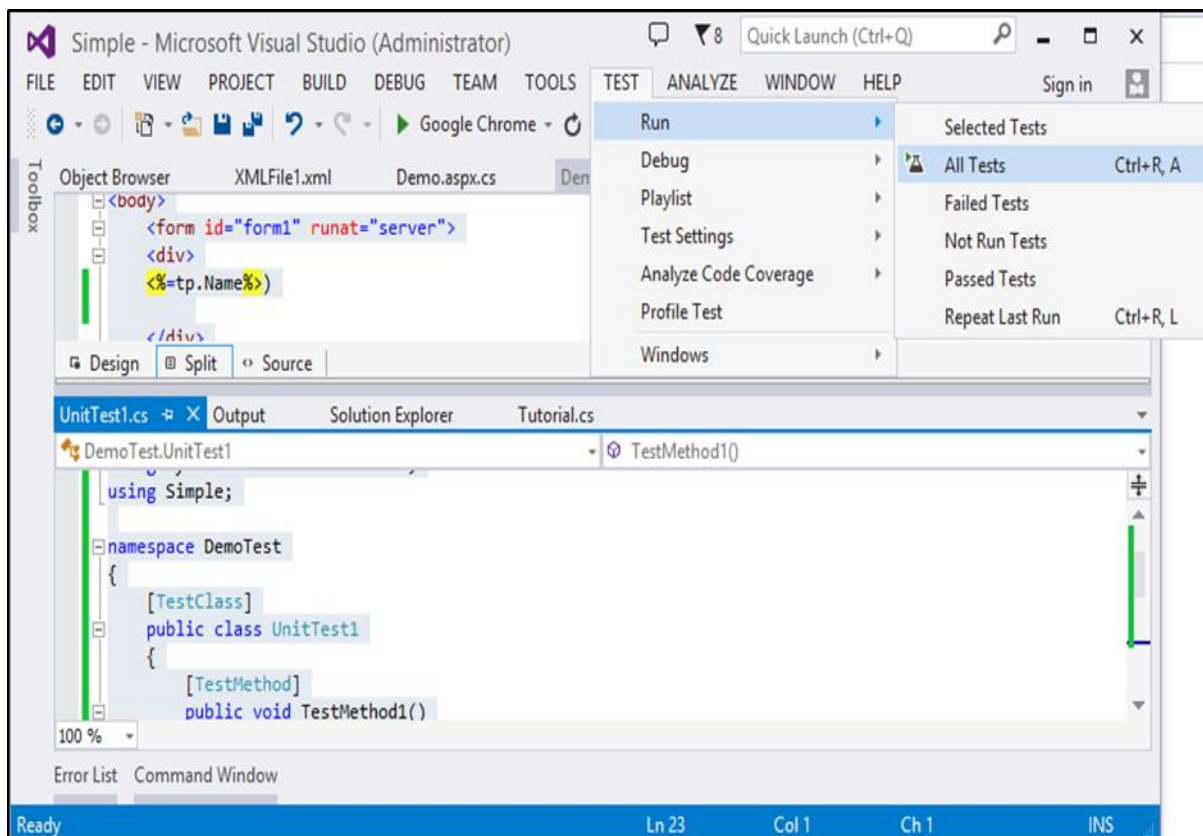 Simple - Microsoft Visual Studio (Administrator)
8
Quick Launch (Ctrl+Q)
FILE EDIT VIEW PROJECT BUILD DEBUG TEAM TOOLS TEST ANALYZE WINDOW HELP Sign in
Google Chrome
Run
Debug
Playlist
Test Settings
Analyze Code Coverage
Profile Test
Windows
Selected Tests
All Tests Ctrl+R, A
Failed Tests
Not Run Tests
Passed Tests
Repeat Last Run Ctrl+R, L
Toolbox
Object Browser XMLFile1.xml Demo.aspx.cs Den
<body>
<form id="form1" runat="server">
<div>
<%=tp.Name%>)
</div>
Design Split Source
UnitTest1.cs Output Solution Explorer Tutorial.cs
DemoTest.UnitTest1 TestMethod1()
using Simple;
namespace DemoTest
{
[TestClass]
public class UnitTest1
{
[TestMethod]
public void TestMethod1()
100 %
Error List Command Window
Ready Ln 23 Col 1 Ch 1 INS